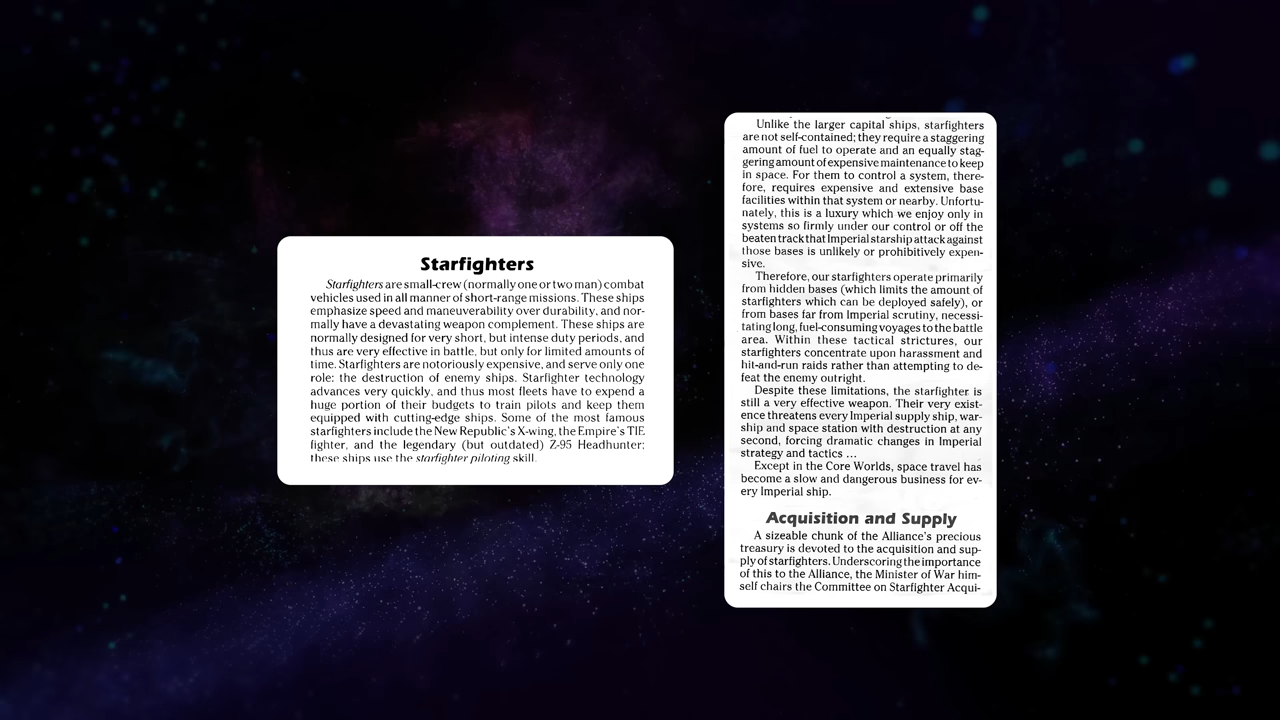 Starfighters
Starfighters are small-crew (normally one or two man) combat
vehicles used in all manner of short-range missions. These ships
emphasize speed and maneuverability over durability, and nor-
mally have a devastating weapon complement. These ships are
normally designed for very short, but intense duty periods, and
thus are very effective in battle, but only for limited amounts of
time. Starfighters are notoriously expensive, and serve only one
role: the destruction of enemy ships. Starfighter technology
advances very quickly, and thus most fleets have to expend a
huge portion of their budgets to train pilots and keep them
equipped with cutting-edge ships. Some of the most famous
starfighters include the New Republic's X-wing, the Empire's TIE
fighter, and the legendary (but outdated) Z-95 Headhunter;
these ships use the starfighter piloting skill.
Unlike the larger capital ships, starfighters
are not self-contained; they require a staggering
amount of fuel to operate and an equally stag-
gering amount of expensive maintenance to keep
in space. For them to control a system, there-
fore, requires expensive and extensive base
facilities within that system or nearby. Unfortu-
nately, this is a luxury which we enjoy only in
systems so firmly under our control or off the
beaten track that Imperial starship attack against
those bases is unlikely or prohibitively expen-
sive.
Therefore, our starfighters operate primarily
from hidden bases (which limits the amount of
starfighters which can be deployed safely), or
from bases far from Imperial scrutiny, necessi-
tating long, fuel-consuming voyages to the battle
area. Within these tactical strictures, our
starfighters concentrate upon harassment and
hit-and-run raids rather than attempting to de-
feat the enemy outright.
Despite these limitations, the starfighter is
still a very effective weapon. Their very exist-
ence threatens every Imperial supply ship, war-
ship and space station with destruction at any
second, forcing dramatic changes in Imperial
strategy and tactics ...
Except in the Core Worlds, space travel has
become a slow and dangerous business for ev-
ery Imperial ship.
Acquisition and Supply
A sizeable chunk of the Alliance's precious
treasury is devoted to the acquisition and sup-
ply of starfighters. Underscoring the importance
of this to the Alliance, the Minister of War him-
self chairs the Committee on Starfighter Acqui-